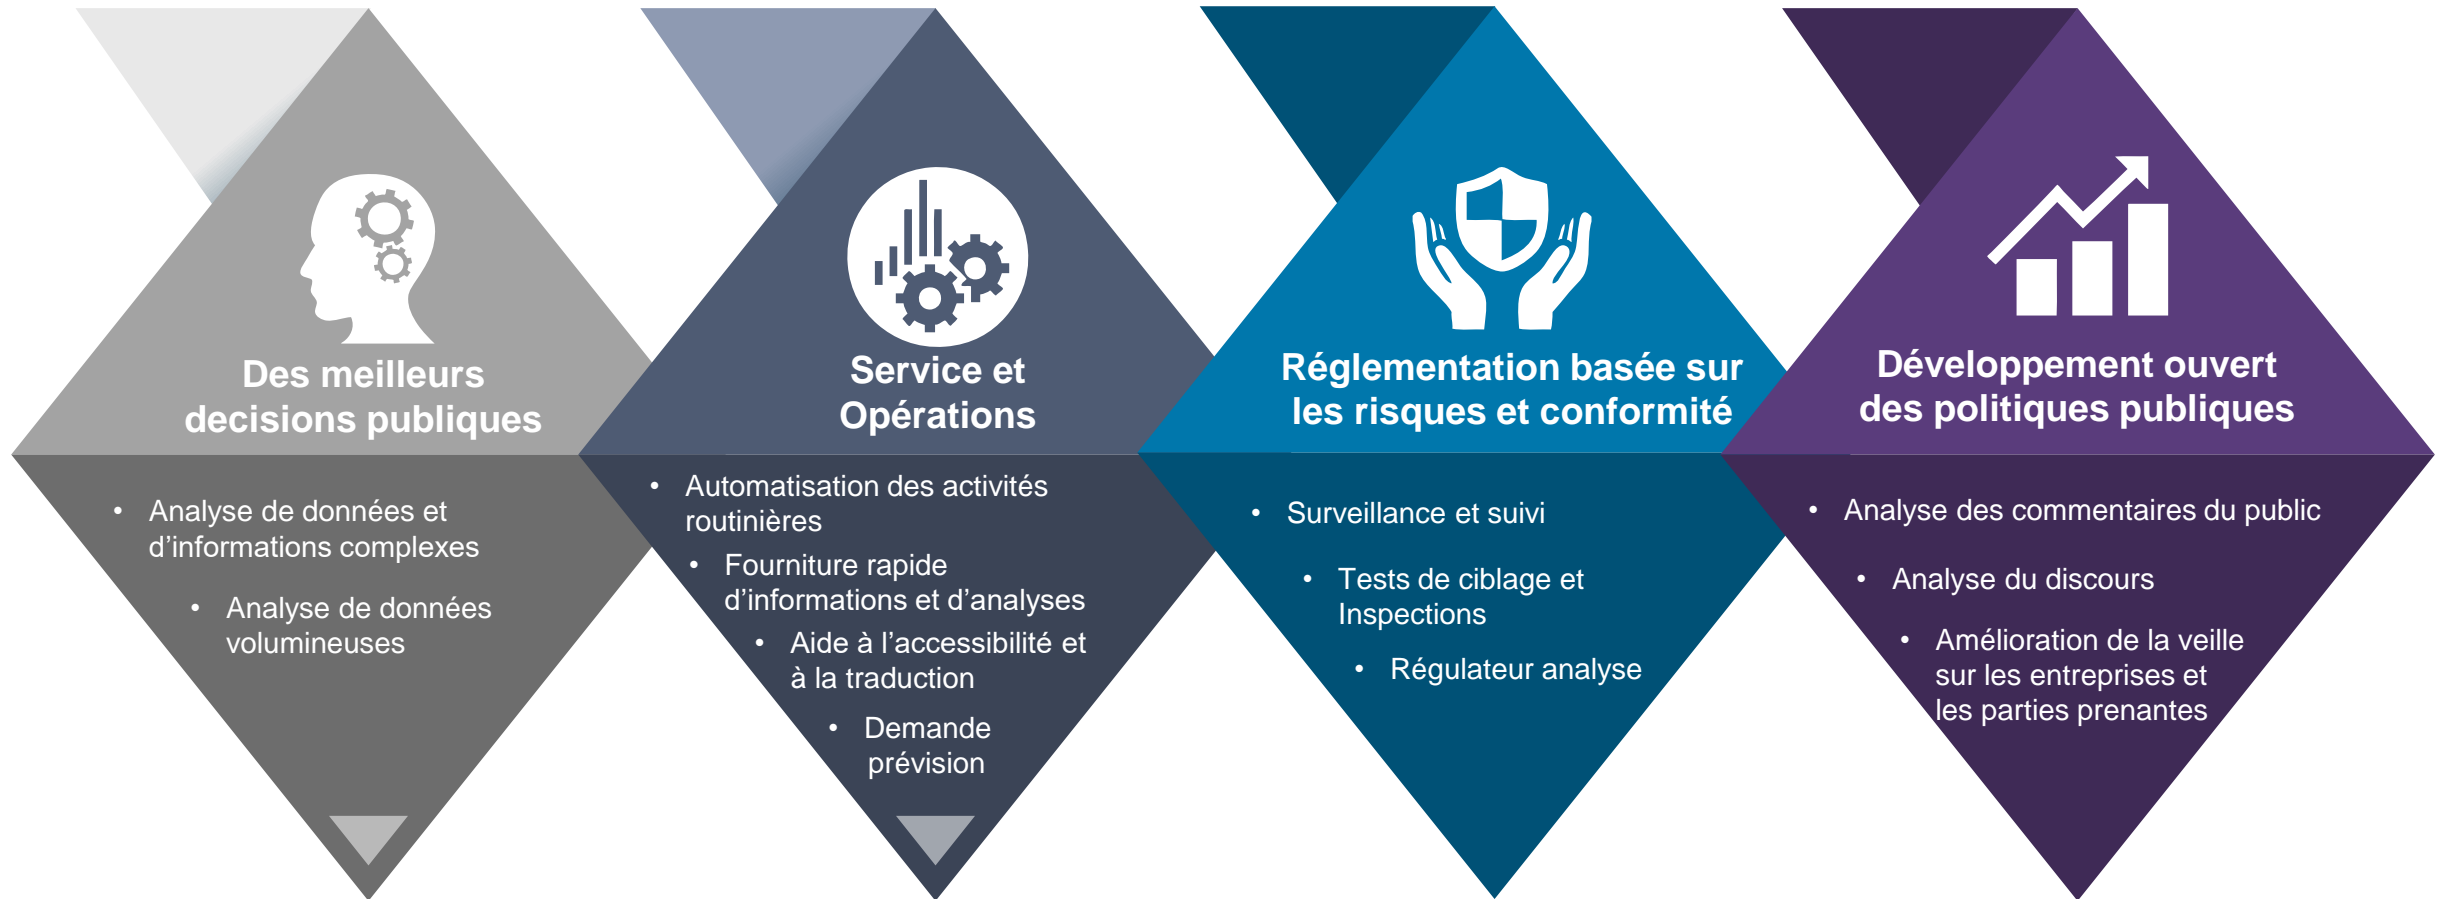 Des meilleurs
decisions publiques
• Analyse de données et
d’informations complexes
• Analyse de données
volumineuses
Service et
Opérations
• Automatisation des activités
routinières
• Fourniture rapide
d’informations et d’analyses
• Aide à l’accessibilité et
à la traduction
• Demande
prévision
Réglementation basée sur
les risques et conformité
• Surveillance et suivi
• Tests de ciblage et
Inspections
• Régulateur analyse
Développement ouvert
des politiques publiques
• Analyse des commentaires du public
• Analyse du discours
• Amélioration de la veille
sur les entreprises et
les parties prenantes